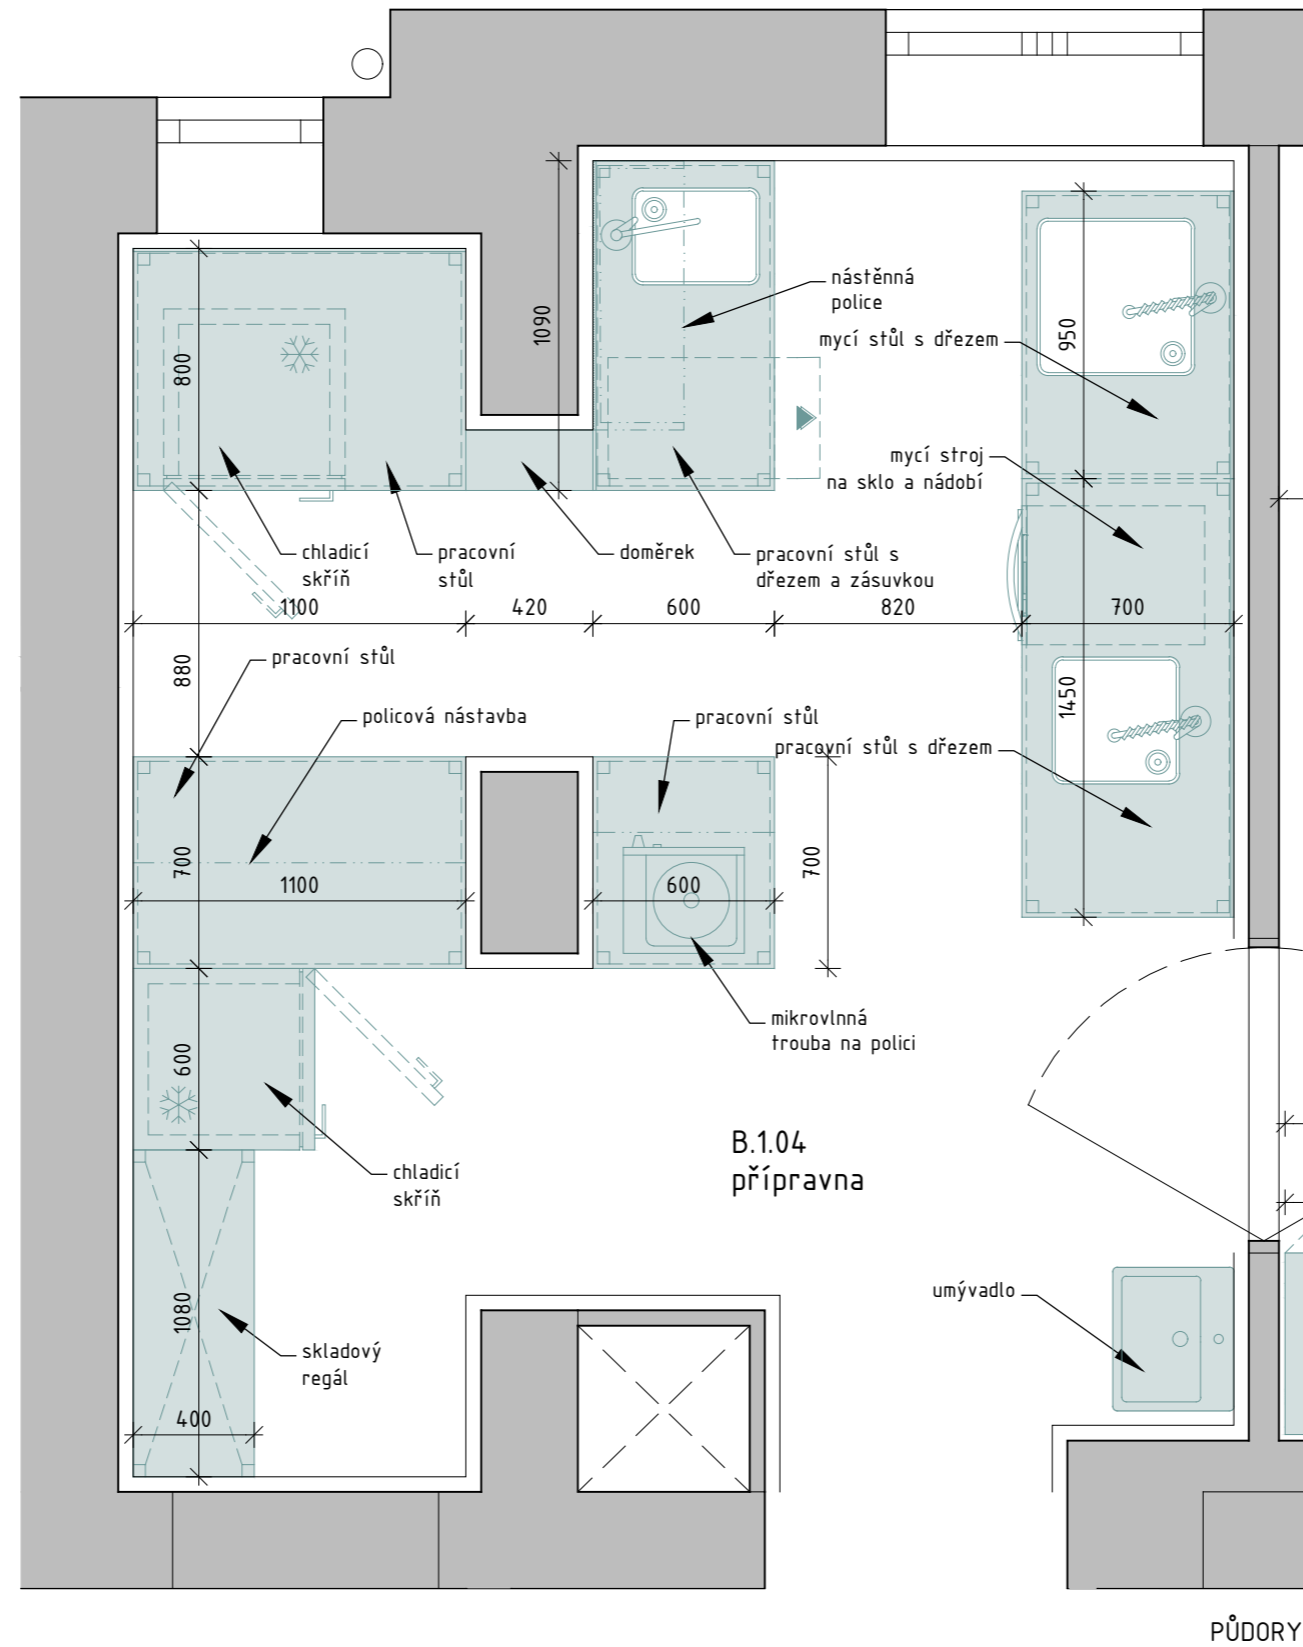 nástěnná
police
1090
950
mycí stůl s dřezem
800
mycí stroj
na sklo a nádobí
chladicí
skříň
pracovní
stůl
doměrek
pracovní stůl s
dřezem a zásuvkou
1100
420
600
820
700
880
pracovní stůl
policová nástavba
pracovní stůl
1450
pracovní stůl s dřezem
700
1100
600
700
mikrovlnná
trouba na polici
600
B.1.04
přípravna
chladicí
skříň
umývadlo
1080
skladový
regál
400
PŮDORY